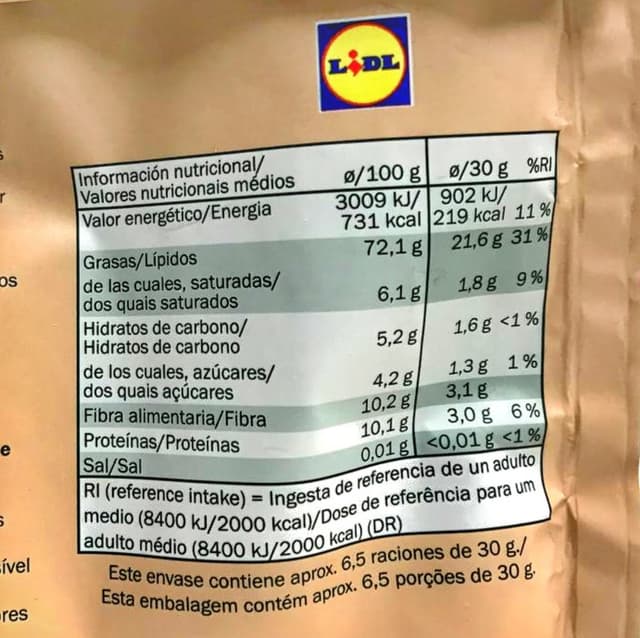 LIDL
Información nutricional/ ø/100 g ø/30 g %RI
Valores nutricionais médios
Valor energético/Energia 3009 kJ/ 902 kJ/
731 kcal 219 kcal 11 %
Grasas/Lípidos 72,1 g 21,6 g 31 %
de las cuales, saturadas/
dos quais saturados 6,1 g 1,8 g 9 %
Hidratos de carbono/
Hidratos de carbono 5,2 g 1,6 g <1 %
de los cuales, azúcares/
dos quais açúcares 4,2 g 1,3 g 1 %
Fibra alimentaria/Fibra 10,2 g 3,1 g
Proteínas/Proteínas 10,1 g 3,0 g 6 %
Sal/Sal 0,01 g <0,01 g <1 %
RI (reference intake) = Ingesta de referencia de un adulto
medio (8400 kJ/2000 kcal)/Dose de referência para um
adulto médio (8400 kJ/2000 kcal) (DR)
Este envase contiene aprox. 6,5 raciones de 30 g./
Esta embalagem contém aprox. 6,5 porções de 30 g.